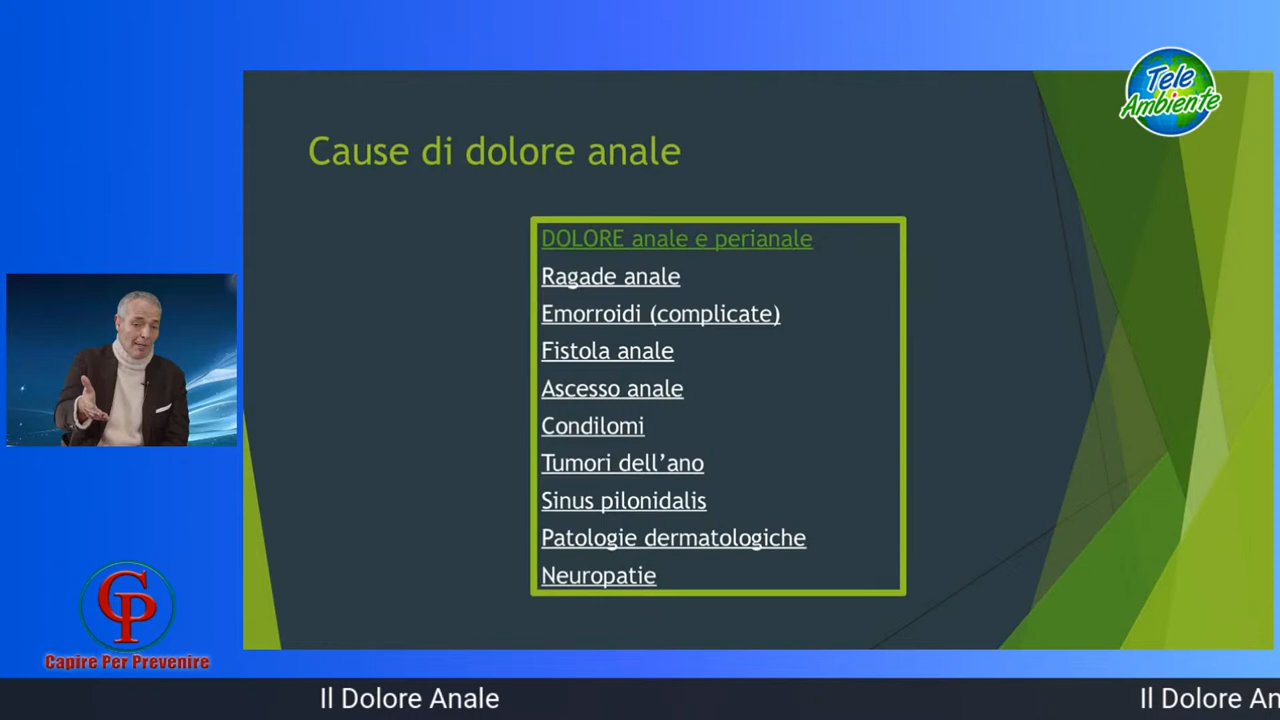 Tele
Ambiente
Cause di dolore anale
DOLORE anale e perianale
Ragade anale
Emorroidi (complicate)
Fistola anale
Ascesso anale
Condilomi
Tumori dell'ano
Sinus pilonidalis
Patologie dermatologiche
Neuropatie
CP
Capire Per Prevenire
Il Dolore Anale
Il Dolore An